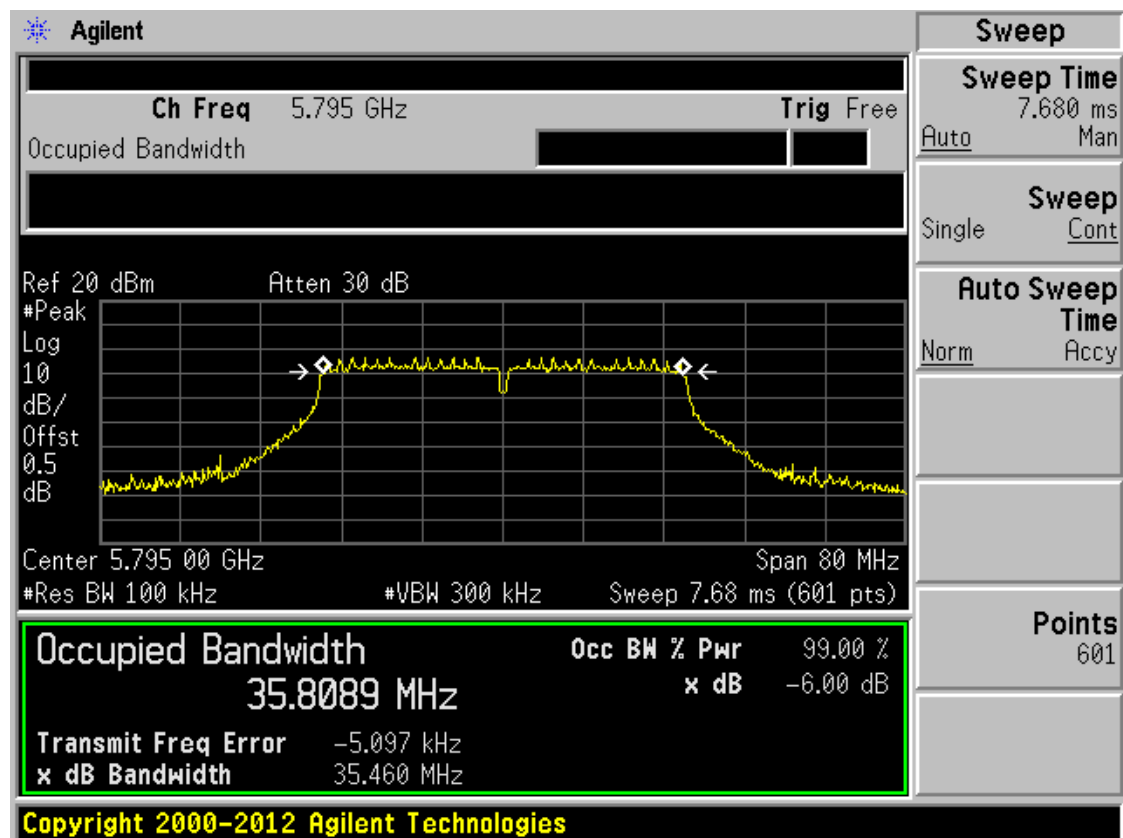 Agilent
Ch Freq 5.795 GHz Trig Free
Occupied Bandwidth
Ref 20 dBm Atten 30 dB
#Peak
Log
10
dB/
Offst
0.5
dB
Center 5.795 00 GHz Span 80 MHz
#Res BW 100 kHz #VBW 300 kHz Sweep 7.68 ms (601 pts)
Occupied Bandwidth
35.8089 MHz
Occ BW % Pwr 99.00 %
x dB -6.00 dB
Transmit Freq Error -5.097 kHz
x dB Bandwidth 35.460 MHz
Copyright 2000-2012 Agilent Technologies
Sweep
Sweep Time
7.680 ms
Auto Man
Sweep
Single Cont
Auto Sweep
Time
Norm Accy
Points
601